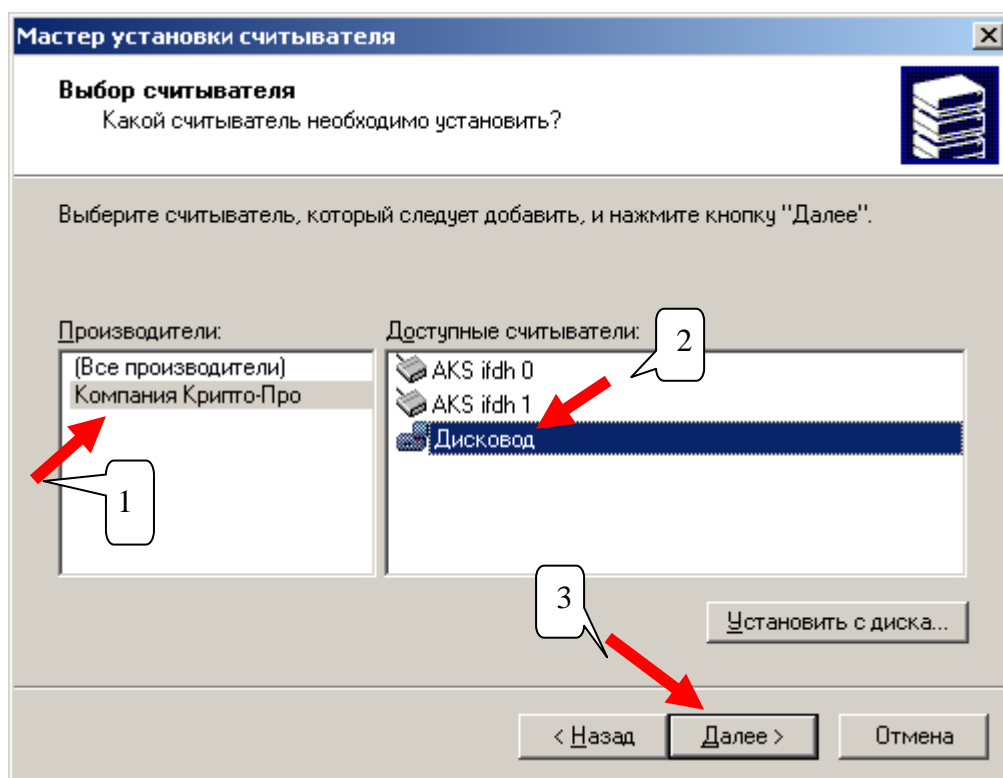 Мастер установки считывателя
Выбор считывателя
Какой считыватель необходимо установить?
Выберите считыватель, который следует добавить, и нажмите кнопку "Далее".
Производители:
(Все производители)
Компания Крипто-Про
1
Доступные считыватели:
2
AKS ifdh 0
AKS ifdh 1
Дисковод
3
Установить с диска...
< Назад
Далее >
Отмена